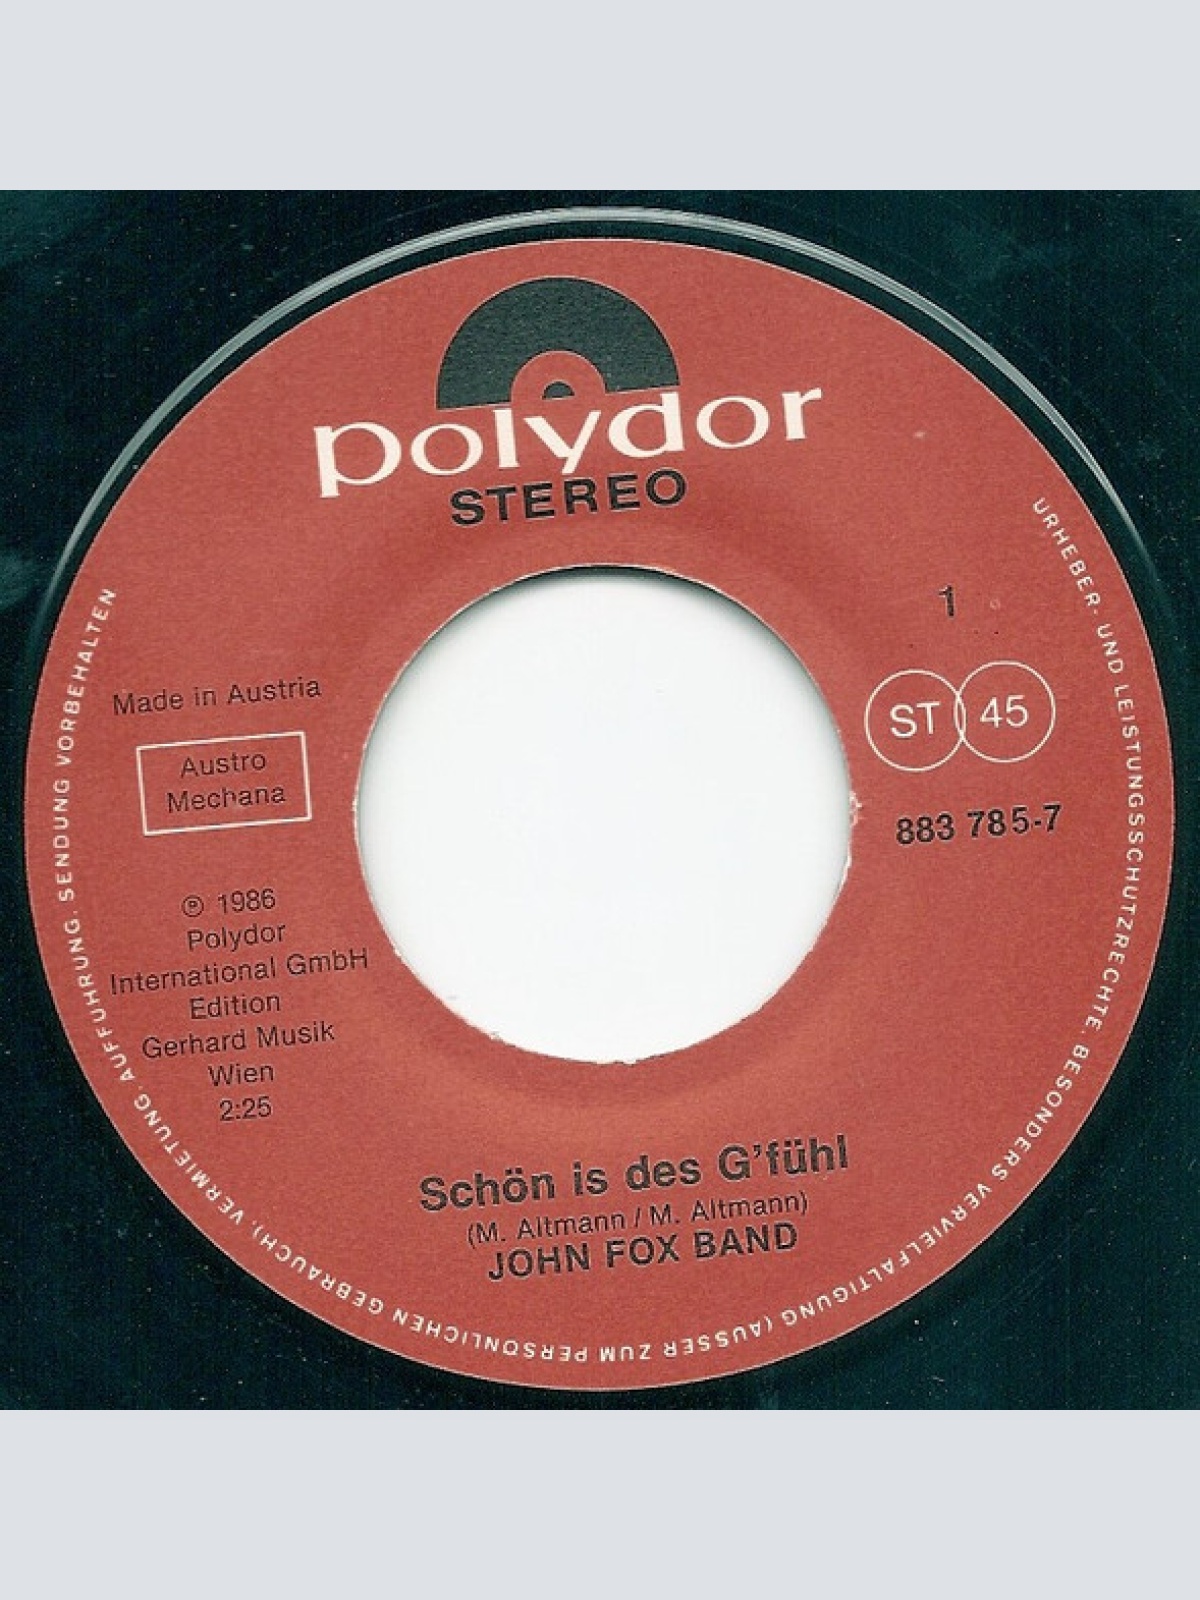 polydor
STEREO
1
ST 45
883 785-7
Made in Austria
Austro
Mechana
℗ 1986
Polydor
International GmbH
Edition
Gerhard Musik
Wien
2:25
Schön is des G'fühl
(M. Altmann / M. Altmann)
JOHN FOX BAND
URHEBER- UND LEISTUNGSSCHUTZRECHTE, BESONDERS VERVIELFÄLTIGUNG (AUSSER ZUM PERSÖNLICHEN GEBRAUCH), VERMIETUNG, AUFFÜHRUNG, SENDUNG VORBEHALTEN